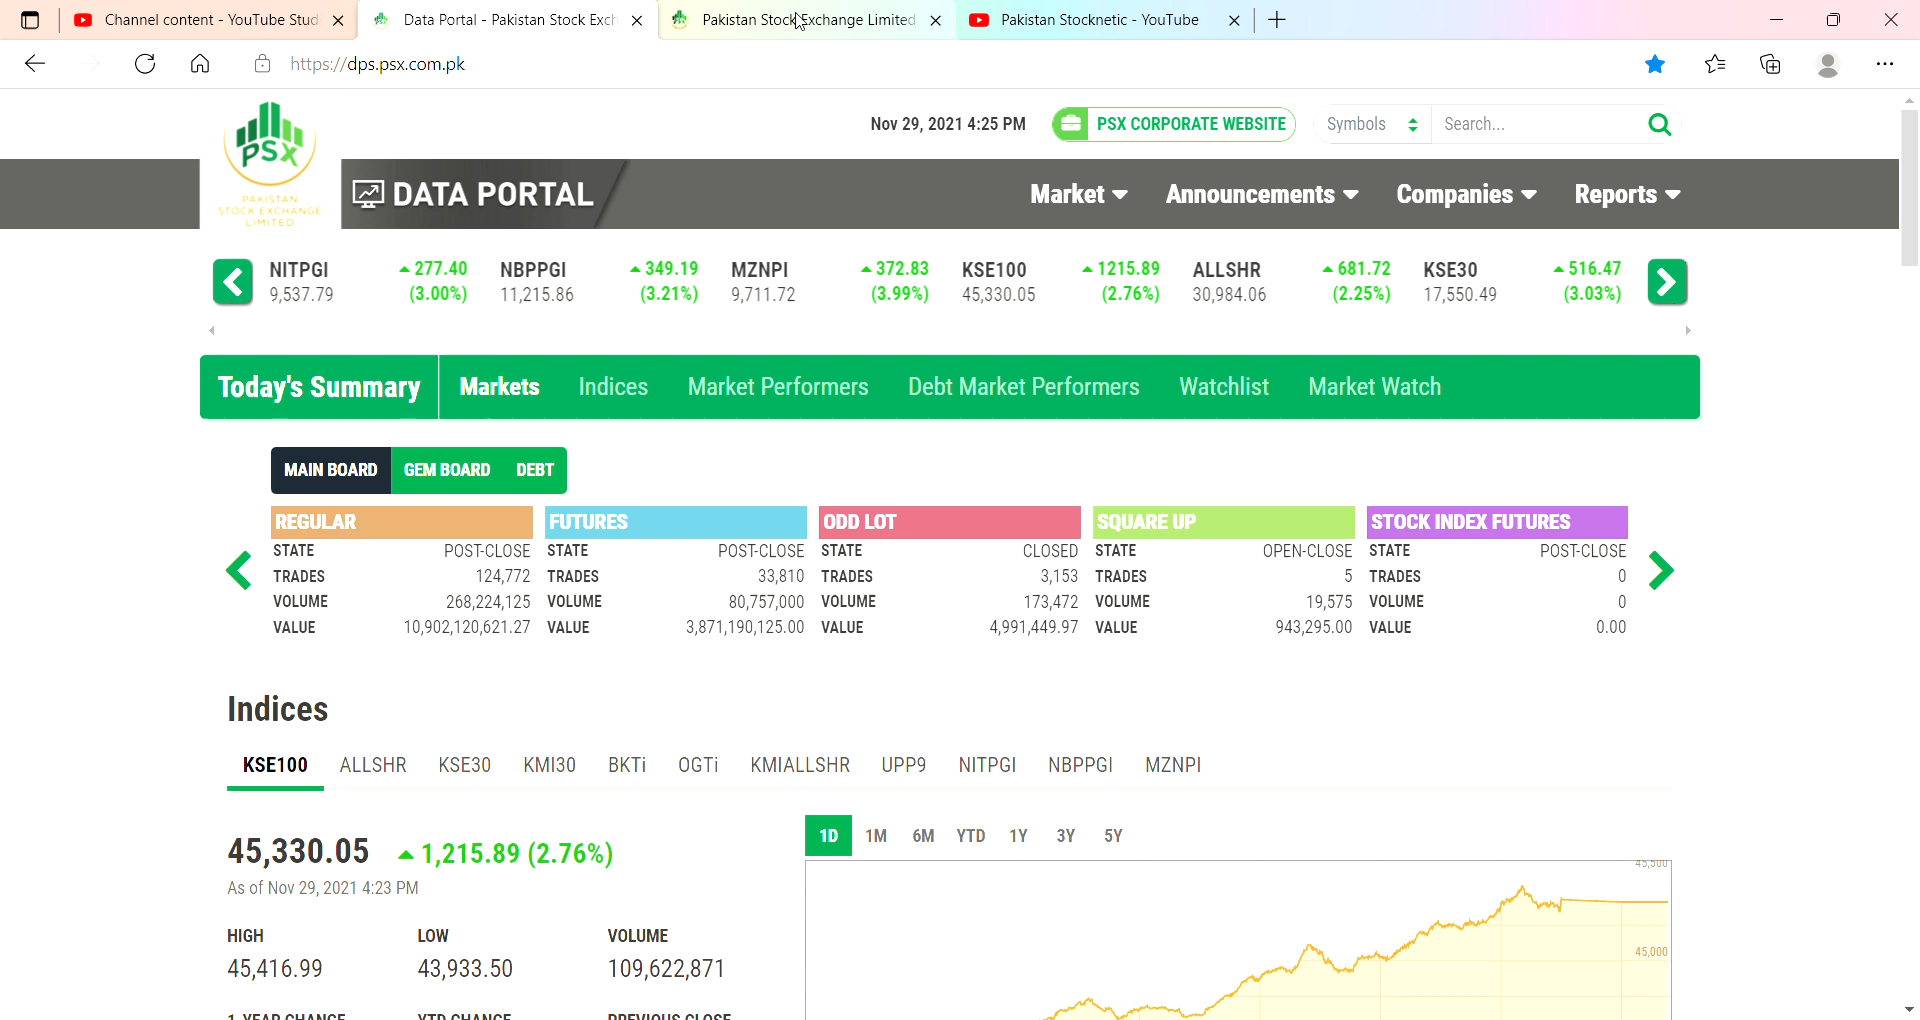 Channel content - YouTube Stud
Data Portal - Pakistan Stock Exch
Pakistan Stock Exchange Limited
Pakistan Stocknetic - YouTube
https://dps.psx.com.pk
PSX
PAKISTAN
STOCK EXCHANGE
LIMITED
Nov 29, 2021 4:25 PM
PSX CORPORATE WEBSITE
Symbols
Search...
DATA PORTAL
Market
Announcements
Companies
Reports
NITPGI 277.40 NBPPGI 349.19 MZNPI 372.83 KSE100 1215.89 ALLSHR 681.72 KSE30 516.47
9,537.79 (3.00%) 11,215.86 (3.21%) 9,711.72 (3.99%) 45,330.05 (2.76%) 30,984.06 (2.25%) 17,550.49 (3.03%)
Today's Summary Markets Indices Market Performers Debt Market Performers Watchlist Market Watch
MAIN BOARD GEM BOARD DEBT
REGULAR FUTURES ODD LOT SQUARE UP STOCK INDEX FUTURES
STATE POST-CLOSE STATE POST-CLOSE STATE CLOSED STATE OPEN-CLOSE STATE POST-CLOSE
TRADES 124,772 TRADES 33,810 TRADES 3,153 TRADES 5 TRADES 0
VOLUME 268,224,125 VOLUME 80,757,000 VOLUME 173,472 VOLUME 19,575 VOLUME 0
VALUE 10,902,120,621.27 VALUE 3,871,190,125.00 VALUE 4,991,449.97 VALUE 943,295.00 VALUE 0.00
Indices
KSE100 ALLSHR KSE30 KMI30 BKTi OGTi KMIALLSHR UPP9 NITPGI NBPPGI MZNPI
45,330.05 1,215.89 (2.76%)
As of Nov 29, 2021 4:23 PM
HIGH LOW VOLUME
45,416.99 43,933.50 109,622,871
1-YEAR CHANGE YTD CHANGE PREVIOUS CLOSE
1D 1M 6M YTD 1Y 3Y 5Y
45,500
45,000